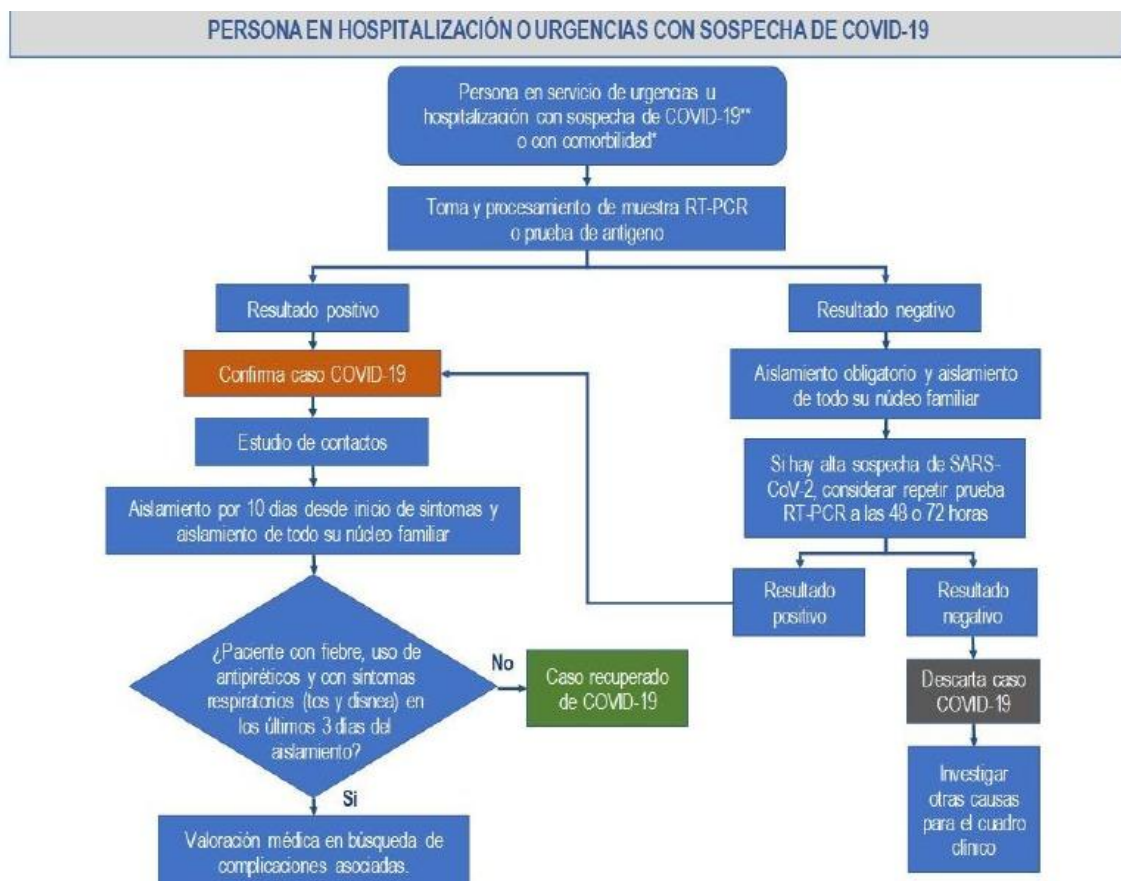 PERSONA EN HOSPITALIZACIÓN O URGENCIAS CON SOSPECHA DE COVID-19
Persona en servicio de urgencias u
hospitalización con sospecha de COVID-19**
o con comorbilidad*
Toma y procesamiento de muestra RT-PCR
o prueba de antígeno
Resultado positivo
Resultado negativo
Confirma caso COVID-19
Aislamiento obligatorio y aislamiento
de todo su núcleo familiar
Estudio de contactos
Si hay alta sospecha de SARS-
CoV-2, considerar repetir prueba
RT-PCR a las 48 o 72 horas
Aislamiento por 10 días desde inicio de síntomas y
aislamiento de todo su núcleo familiar
Resultado
positivo
Resultado
negativo
¿Paciente con fiebre, uso de
antipiréticos y con síntomas
respiratorios (tos y disnea) en
los últimos 3 días del
aislamiento?
No
Caso recuperado
de COVID-19
Descarta caso
COVID-19
Si
Valoración médica en búsqueda de
complicaciones asociadas.
Investigar
otras causas
para el cuadro
clínico